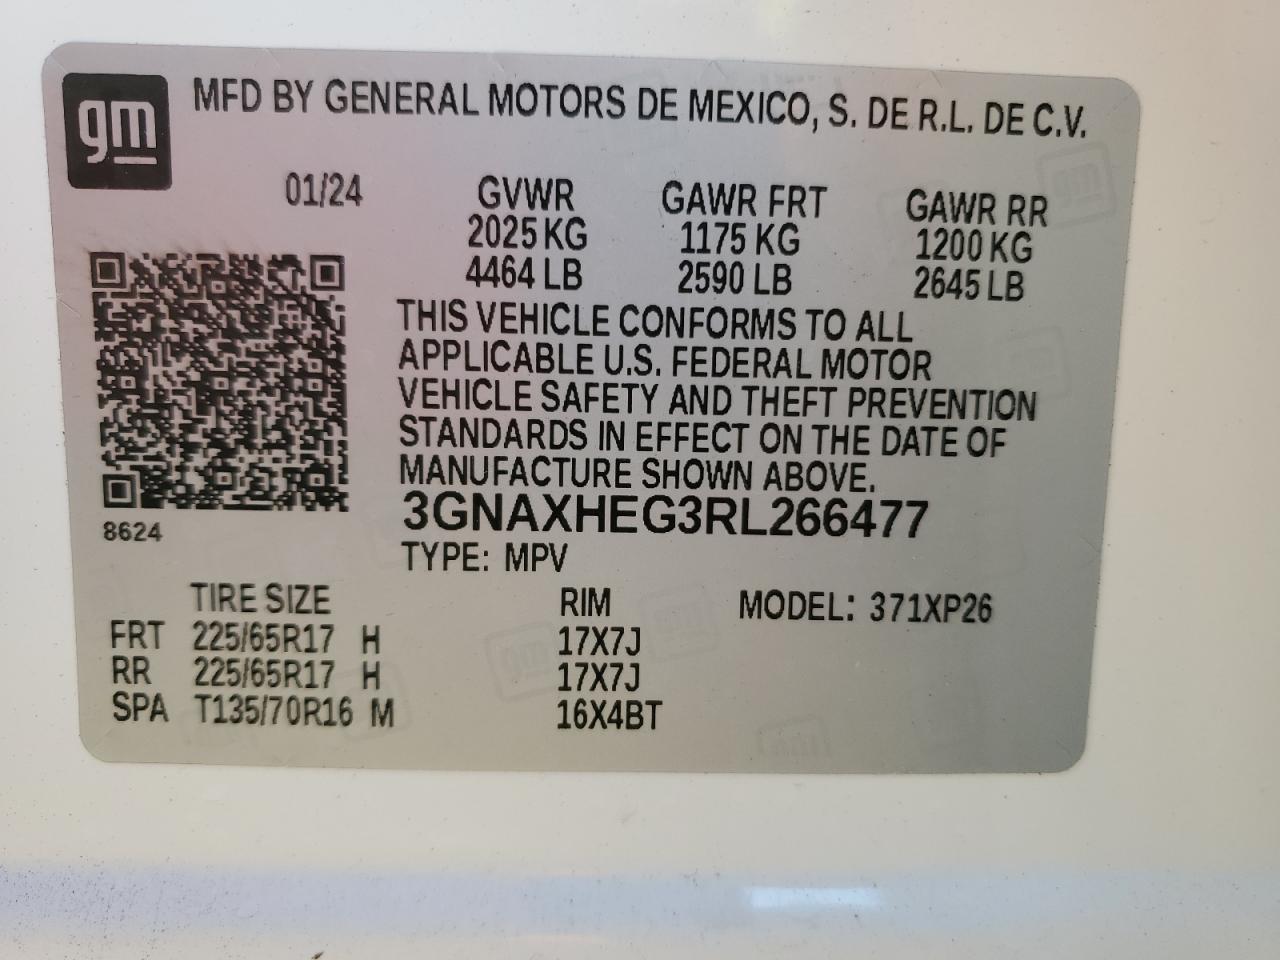 gm MFD BY GENERAL MOTORS DE MEXICO, S. DE R.L. DE C.V.
01/24 GVWR GAWR FRT GAWR RR
2025 KG 1175 KG 1200 KG
4464 LB 2590 LB 2645 LB
THIS VEHICLE CONFORMS TO ALL
APPLICABLE U.S. FEDERAL MOTOR
VEHICLE SAFETY AND THEFT PREVENTION
STANDARDS IN EFFECT ON THE DATE OF
MANUFACTURE SHOWN ABOVE.
3GNAXHEG3RL266477
8624
TYPE: MPV
TIRE SIZE RIM MODEL: 371XP26
FRT 225/65R17 H 17X7J
RR 225/65R17 H 17X7J
SPA T135/70R16 M 16X4BT